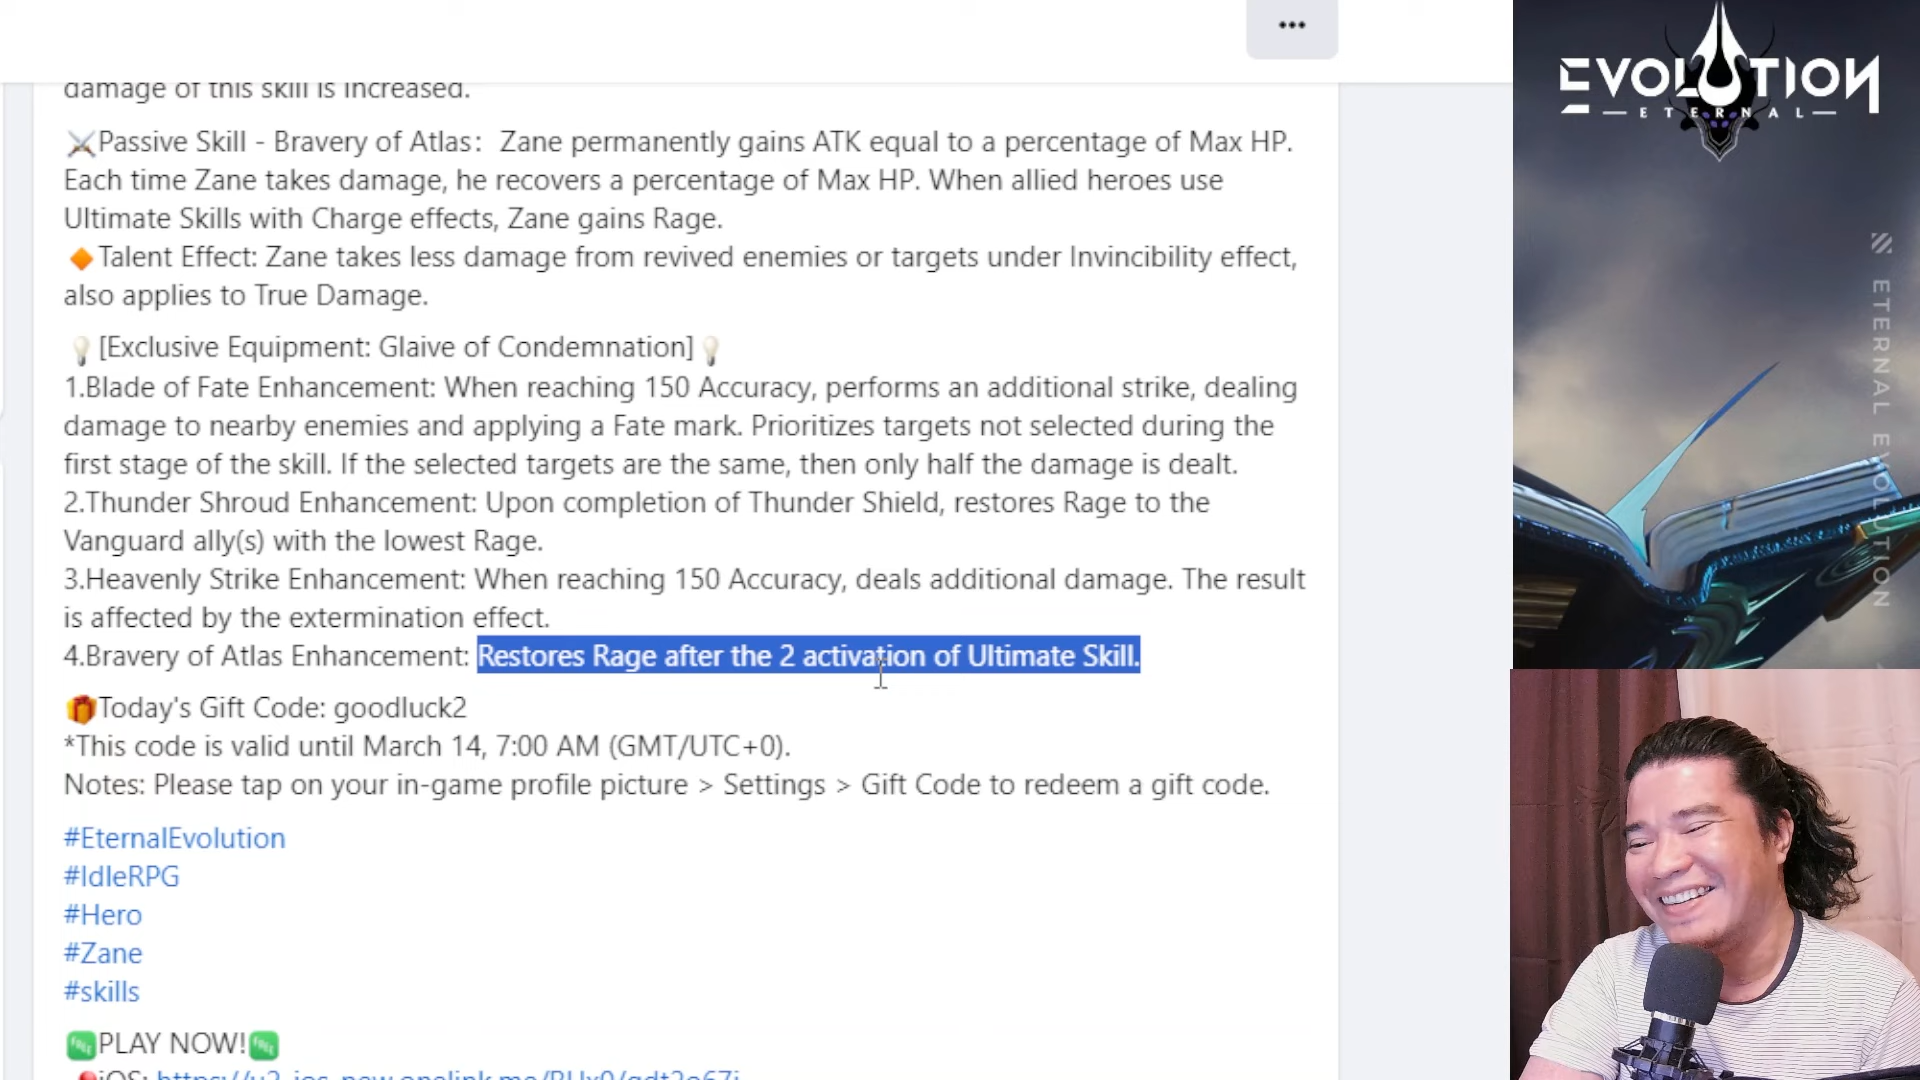 damage of this skill is increased.
⚔Passive Skill - Bravery of Atlas: Zane permanently gains ATK equal to a percentage of Max HP.
Each time Zane takes damage, he recovers a percentage of Max HP. When allied heroes use
Ultimate Skills with Charge effects, Zane gains Rage.
🔶Talent Effect: Zane takes less damage from revived enemies or targets under Invincibility effect,
also applies to True Damage.
💡[Exclusive Equipment: Glaive of Condemnation]💡
1.Blade of Fate Enhancement: When reaching 150 Accuracy, performs an additional strike, dealing
damage to nearby enemies and applying a Fate mark. Prioritizes targets not selected during the
first stage of the skill. If the selected targets are the same, then only half the damage is dealt.
2.Thunder Shroud Enhancement: Upon completion of Thunder Shield, restores Rage to the
Vanguard ally(s) with the lowest Rage.
3.Heavenly Strike Enhancement: When reaching 150 Accuracy, deals additional damage. The result
is affected by the extermination effect.
4.Bravery of Atlas Enhancement: Restores Rage after the 2 activation of Ultimate Skill.
🎁Today's Gift Code: goodluck2
*This code is valid until March 14, 7:00 AM (GMT/UTC+0).
Notes: Please tap on your in-game profile picture > Settings > Gift Code to redeem a gift code.
#EternalEvolution
#IdleRPG
#Hero
#Zane
#skills
🆓PLAY NOW!🆓
iOS:
EVOLUTION
ETERNAL
ETERNAL EVOLUTION